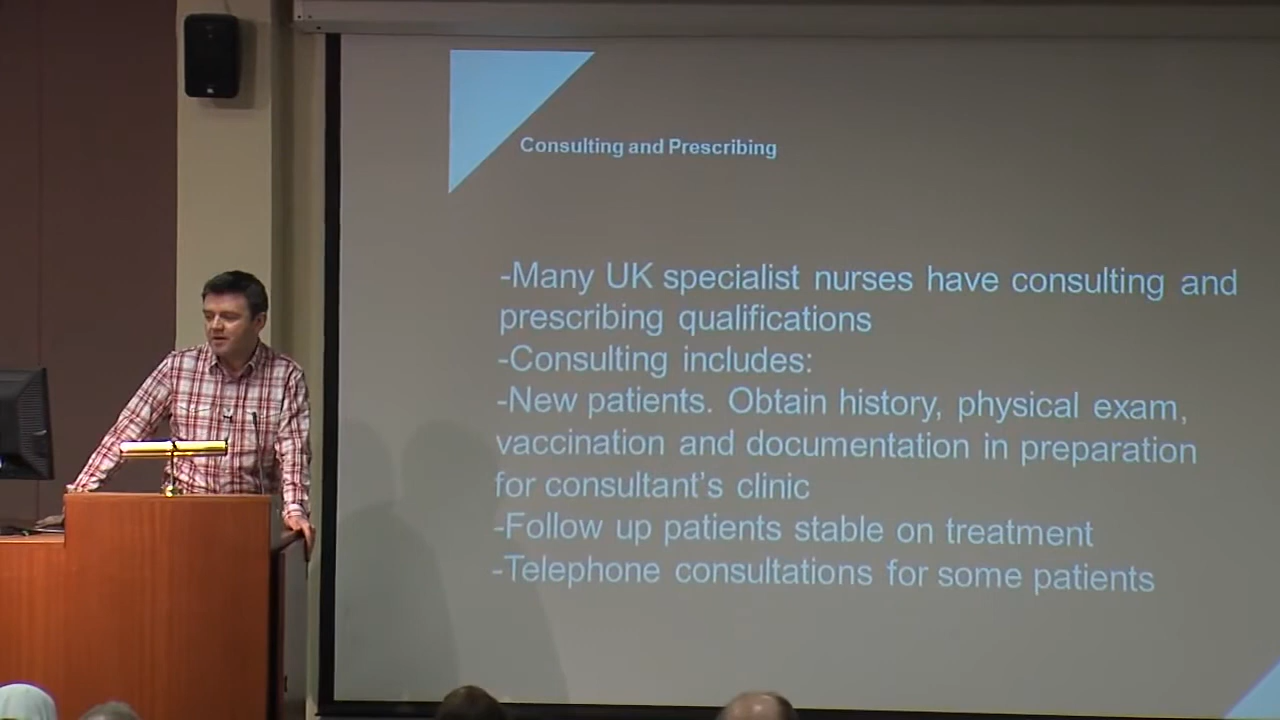 Consulting and Prescribing
-Many UK specialist nurses have consulting and
prescribing qualifications
-Consulting includes:
-New patients. Obtain history, physical exam,
vaccination and documentation in preparation
for consultant's clinic
-Follow up patients stable on treatment
-Telephone consultations for some patients